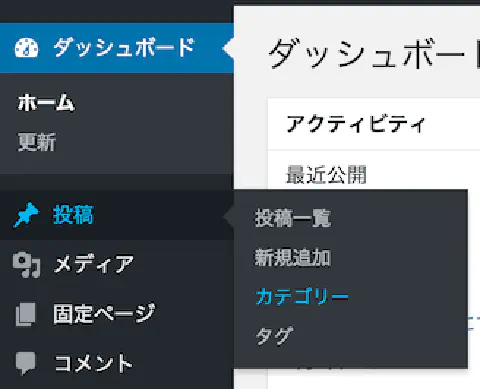 ダッシュボード
ホーム
更新
投稿
メディア
固定ページ
コメント
ダッシュボード
アクティビティ
最近公開
投稿一覧
新規追加
カテゴリー
タグ